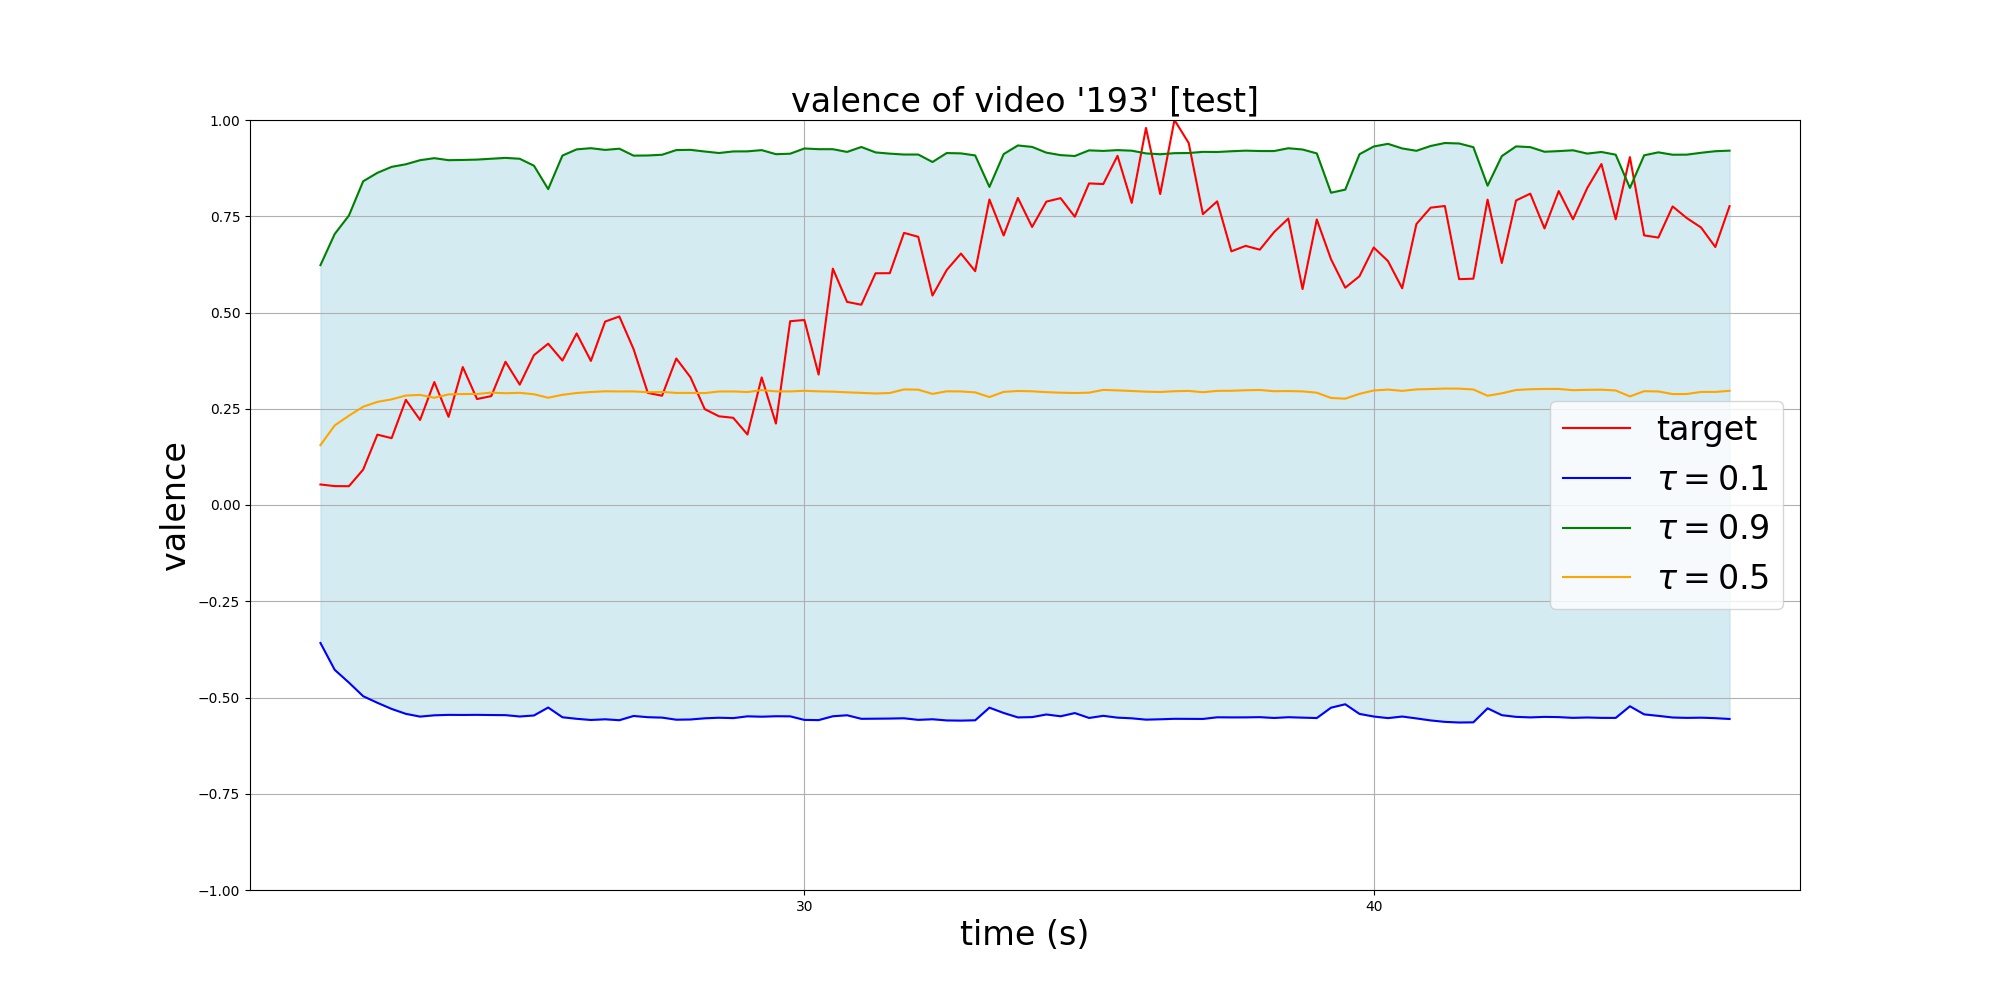 valence of video '193' [test]
1.00
0.75
0.50
0.25
0.00
−0.25
−0.50
−0.75
−1.00
valence
30
40
time (s)
target
τ = 0.1
τ = 0.9
τ = 0.5